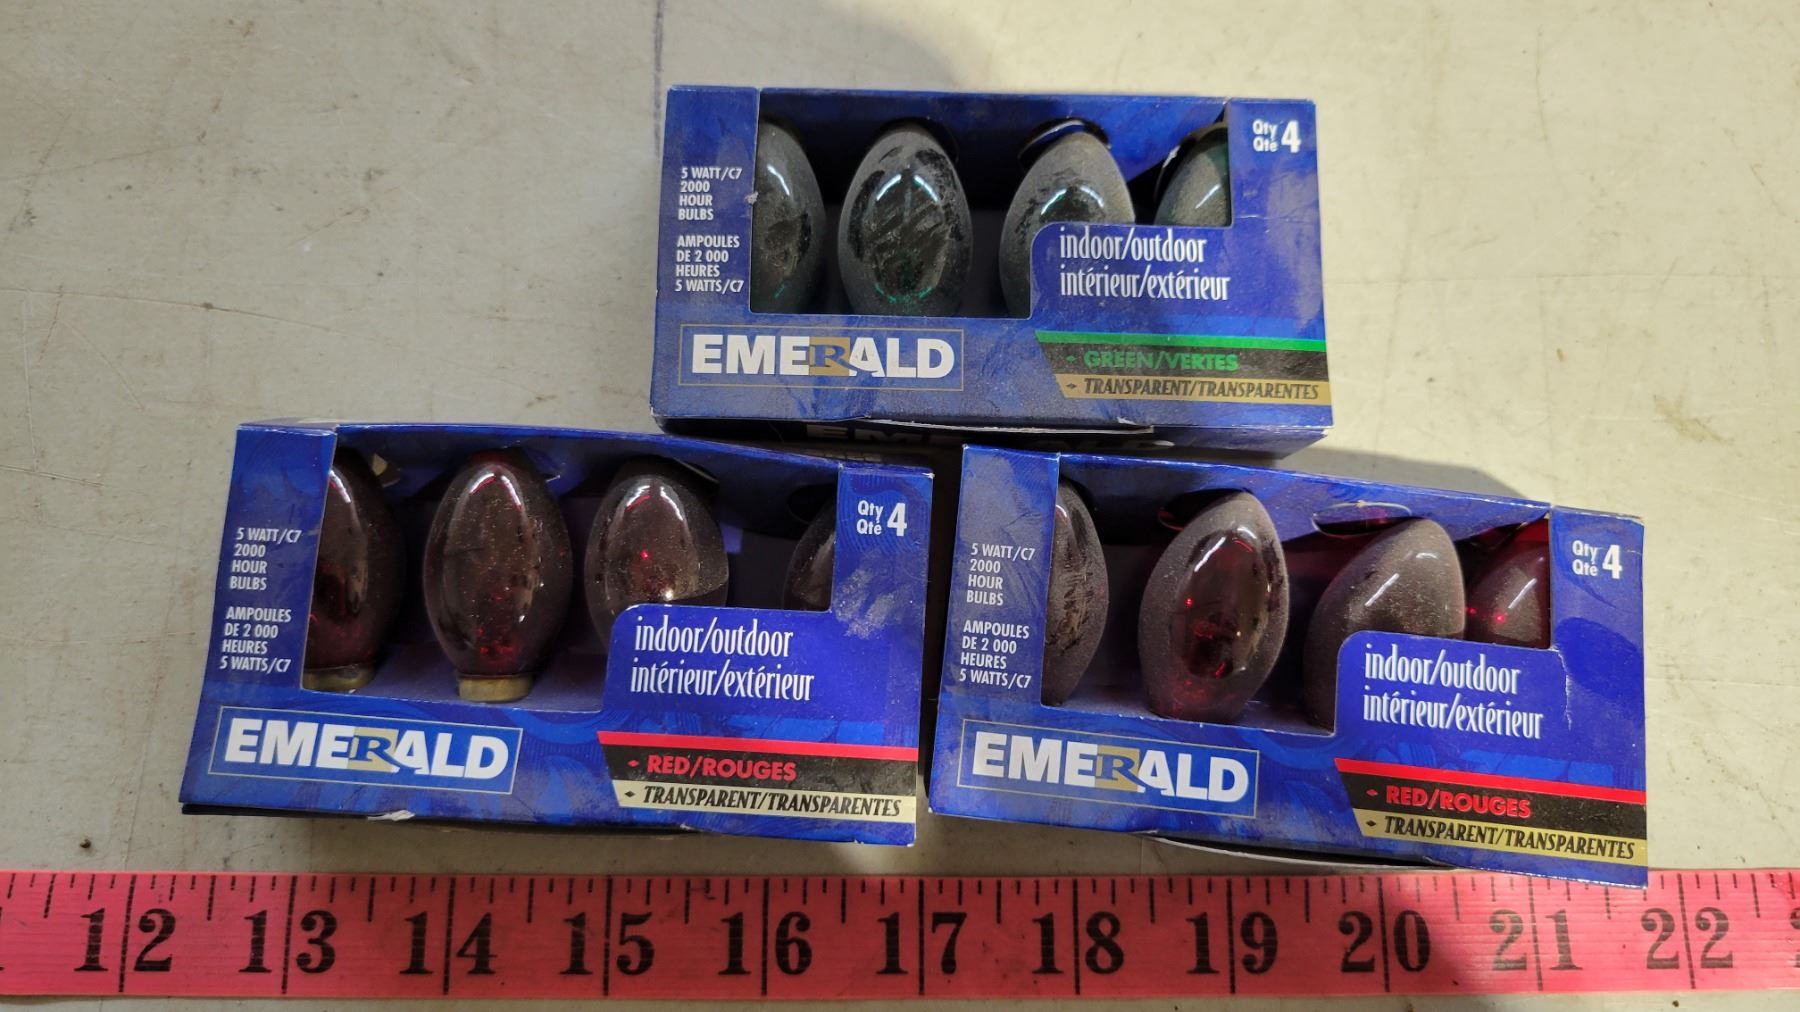 Qty
Qté 4
5 WATT/C7
2000
HOUR
BULBS
AMPOULES
DE 2 000
HEURES
5 WATTS/C7
indoor/outdoor
intérieur/extérieur
EMERALD
GREEN/VERTES
TRANSPARENT/TRANSPARENTES
EMERALD
Qty
Qté 4
5 WATT/C7
2000
HOUR
BULBS
AMPOULES
DE 2 000
HEURES
5 WATTS/C7
indoor/outdoor
intérieur/extérieur
EMERALD
RED/ROUGES
TRANSPARENT/TRANSPARENTES
Qty
Qté 4
5 WATT/C7
2000
HOUR
BULBS
AMPOULES
DE 2 000
HEURES
5 WATTS/C7
indoor/outdoor
intérieur/extérieur
EMERALD
RED/ROUGES
TRANSPARENT/TRANSPARENTES
12 13 14 15 16 17 18 19 20 21 22